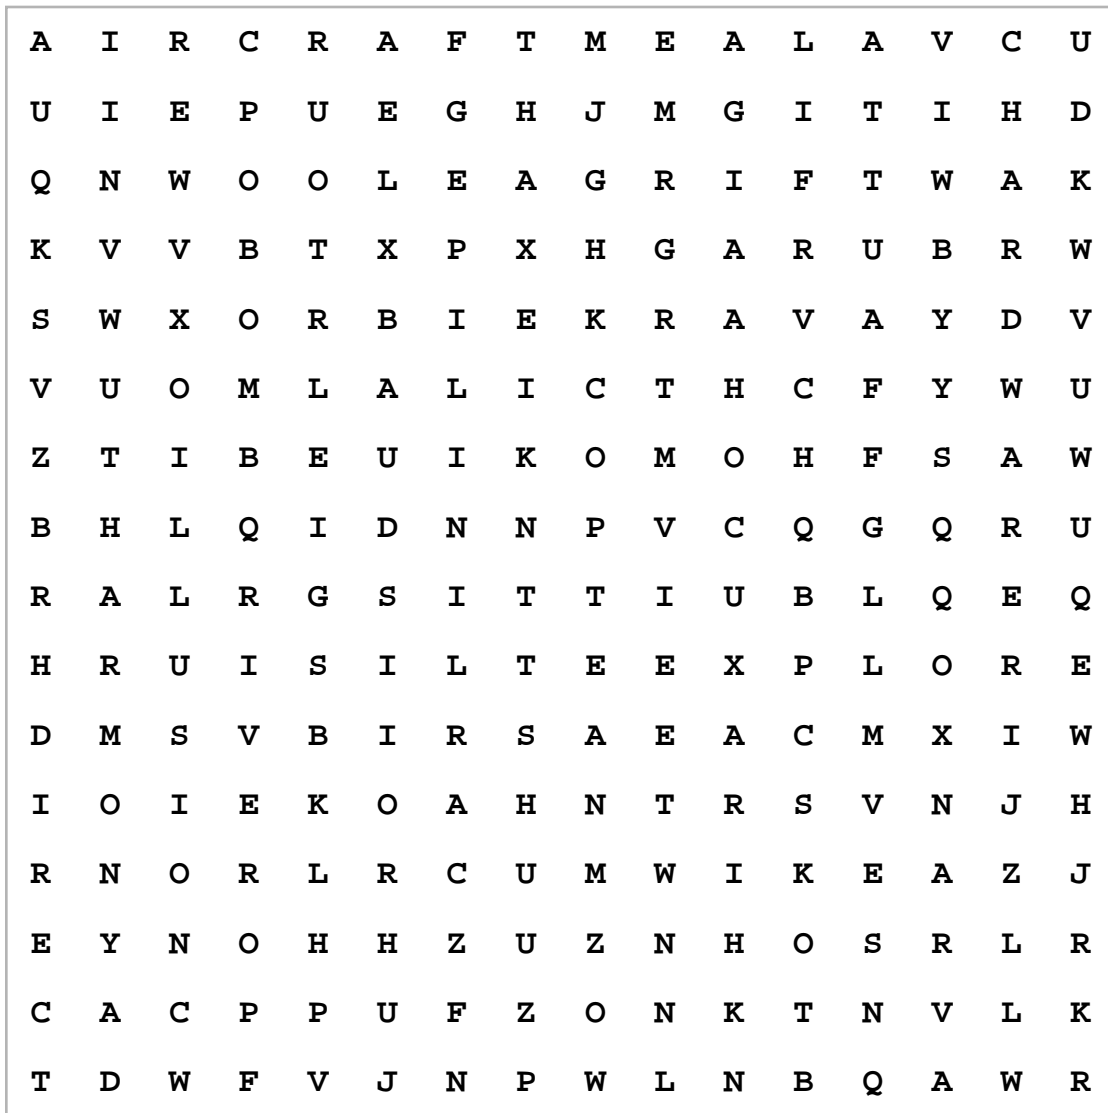 A I R C R A F T M E A L A V C U
U I E P U E G H J M G I T I H D
Q N W O O L E A G R I F T W A K
K V V B T X P X H G A R U B R W
S W X O R B I E K R A V A Y D V
V U O M L A L I C T H C F Y W U
Z T I B E U I K O M O H F S A W
B H L Q I D N N P V C Q G Q R U
R A L R G S I T T I U B L Q E Q
H R U I S I L T E E X P L O R E
D M S V B I R S A E A C M X I W
I O I E K O A H N T R S V N J H
R N O R L R C U M W I K E A Z J
E Y N O H H Z U Z N H O S R L R
C A C P P U F Z O N K T N V L K
T D W F V J N P W L N B Q A W R